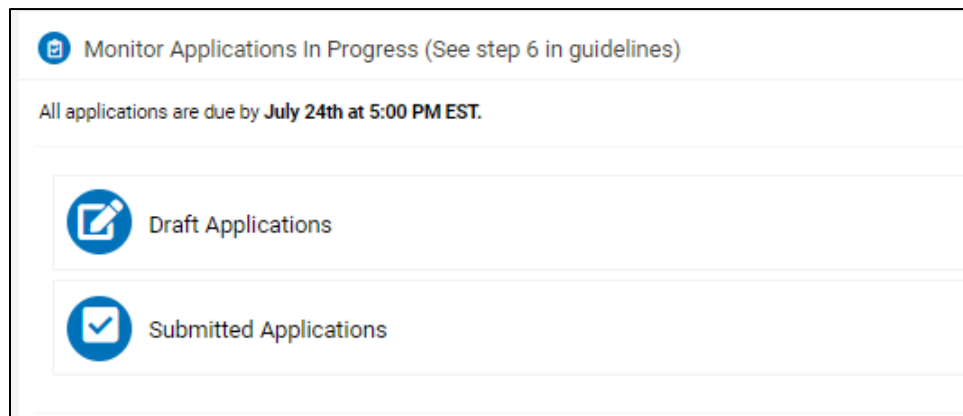 Monitor Applications In Progress (See step 6 in guidelines)
All applications are due by July 24th at 5:00 PM EST.
Draft Applications
Submitted Applications